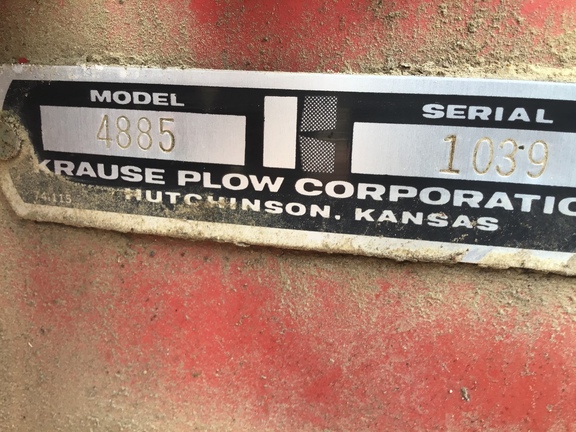 MODEL SERIAL
4885 1039
KRAUSE PLOW CORPORATIO
HUTCHINSON, KANSAS